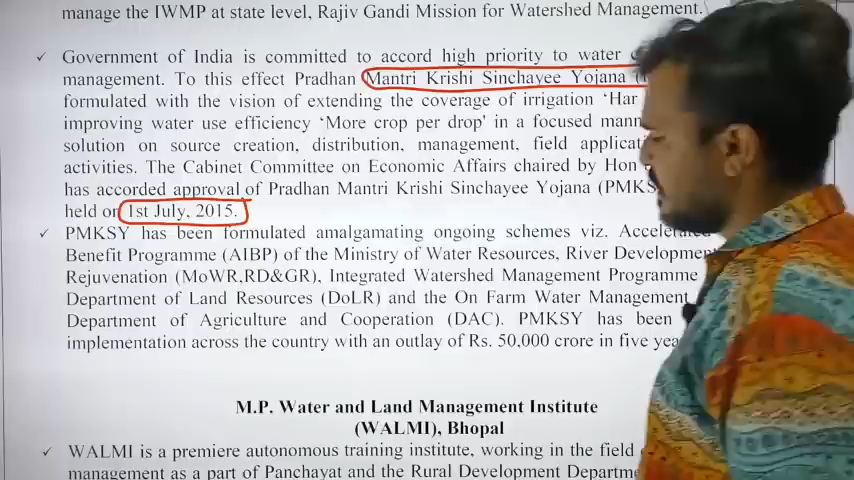 manage the IWMP at state level, Rajiv Gandi Mission for Watershed Management.
✓ Government of India is committed to accord high priority to water
management. To this effect Pradhan Mantri Krishi Sinchayee Yojana (
formulated with the vision of extending the coverage of irrigation ‘Har
improving water use efficiency ‘More crop per drop' in a focused
solution on source creation, distribution, management, field
activities. The Cabinet Committee on Economic Affairs chaired by Hon
has accorded approval of Pradhan Mantri Krishi Sinchayee Yojana (PMKS
held on 1st July, 2015.
✓ PMKSY has been formulated amalgamating ongoing schemes viz. Accelerated
Benefit Programme (AIBP) of the Ministry of Water Resources, River Development
Rejuvenation (MoWR,RD&GR), Integrated Watershed Management Programme
Department of Land Resources (DoLR) and the On Farm Water Management
Department of Agriculture and Cooperation (DAC). PMKSY has been
implementation across the country with an outlay of Rs. 50,000 crore in five
M.P. Water and Land Management Institute
(WALMI), Bhopal
✓ WALMI is a premiere autonomous training institute, working in the field
management as a part of Panchayat and the Rural Development